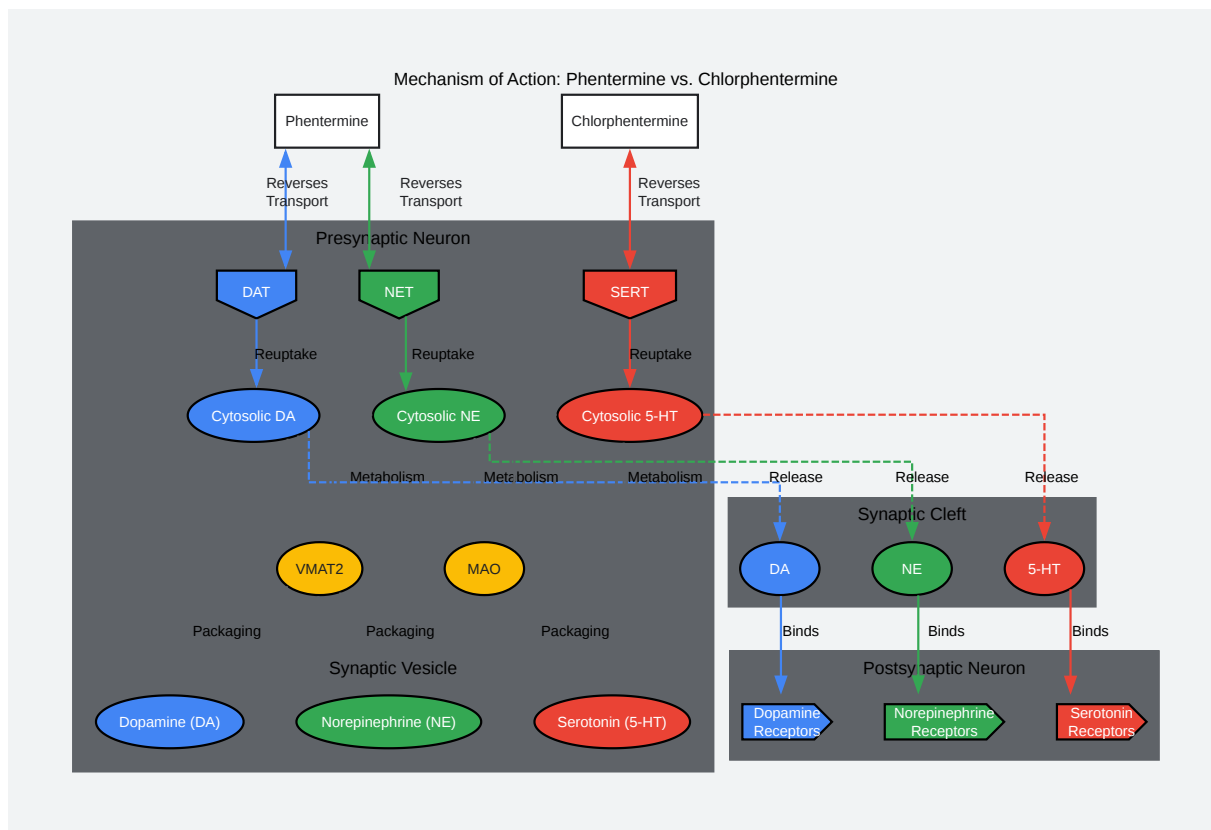 Mechanism of Action: Phentermine vs. Chlorphentermine
Phentermine
Chlorphentermine
Reverses
Transport
Reverses
Transport
Reverses
Transport
Presynaptic Neuron
DAT
NET
SERT
Reuptake
Reuptake
Reuptake
Cytosolic DA
Cytosolic NE
Cytosolic 5-HT
Metabolism
Metabolism
Metabolism
Release
Release
Release
Synaptic Cleft
VMAT2
MAO
DA
NE
5-HT
Packaging
Packaging
Packaging
Binds
Binds
Binds
Synaptic Vesicle
Postsynaptic Neuron
Dopamine (DA)
Norepinephrine (NE)
Serotonin (5-HT)
Dopamine
Receptors
Norepinephrine
Receptors
Serotonin
Receptors